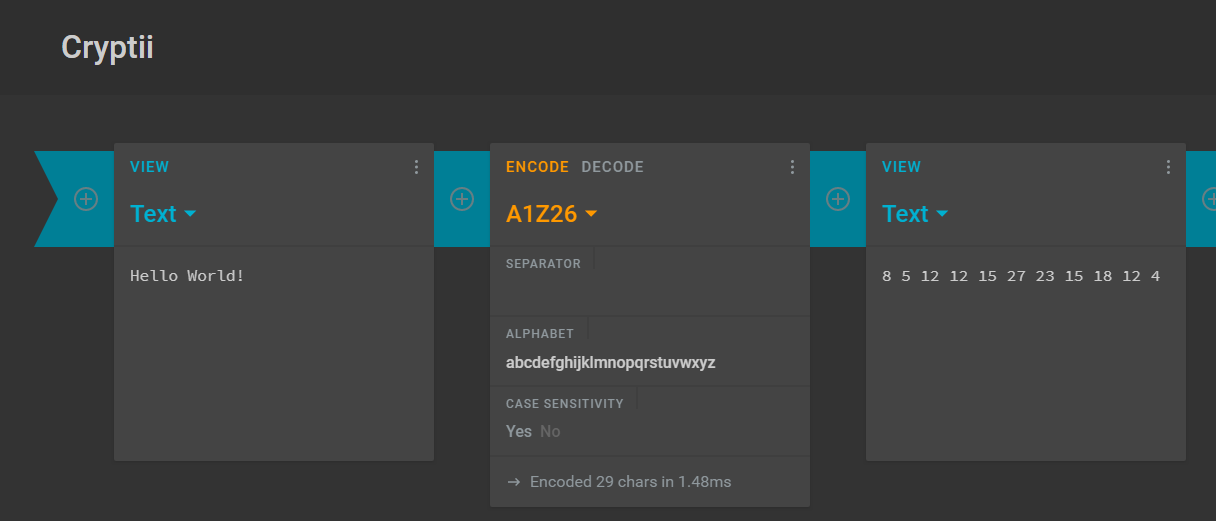 Cryptii
VIEW
Text
Hello World!
ENCODE DECODE
A1Z26
SEPARATOR
ALPHABET
abcdefghijklmnopqrstuvwxyz
CASE SENSITIVITY
Yes No
→ Encoded 29 chars in 1.48ms
VIEW
Text
8 5 12 12 15 27 23 15 18 12 4